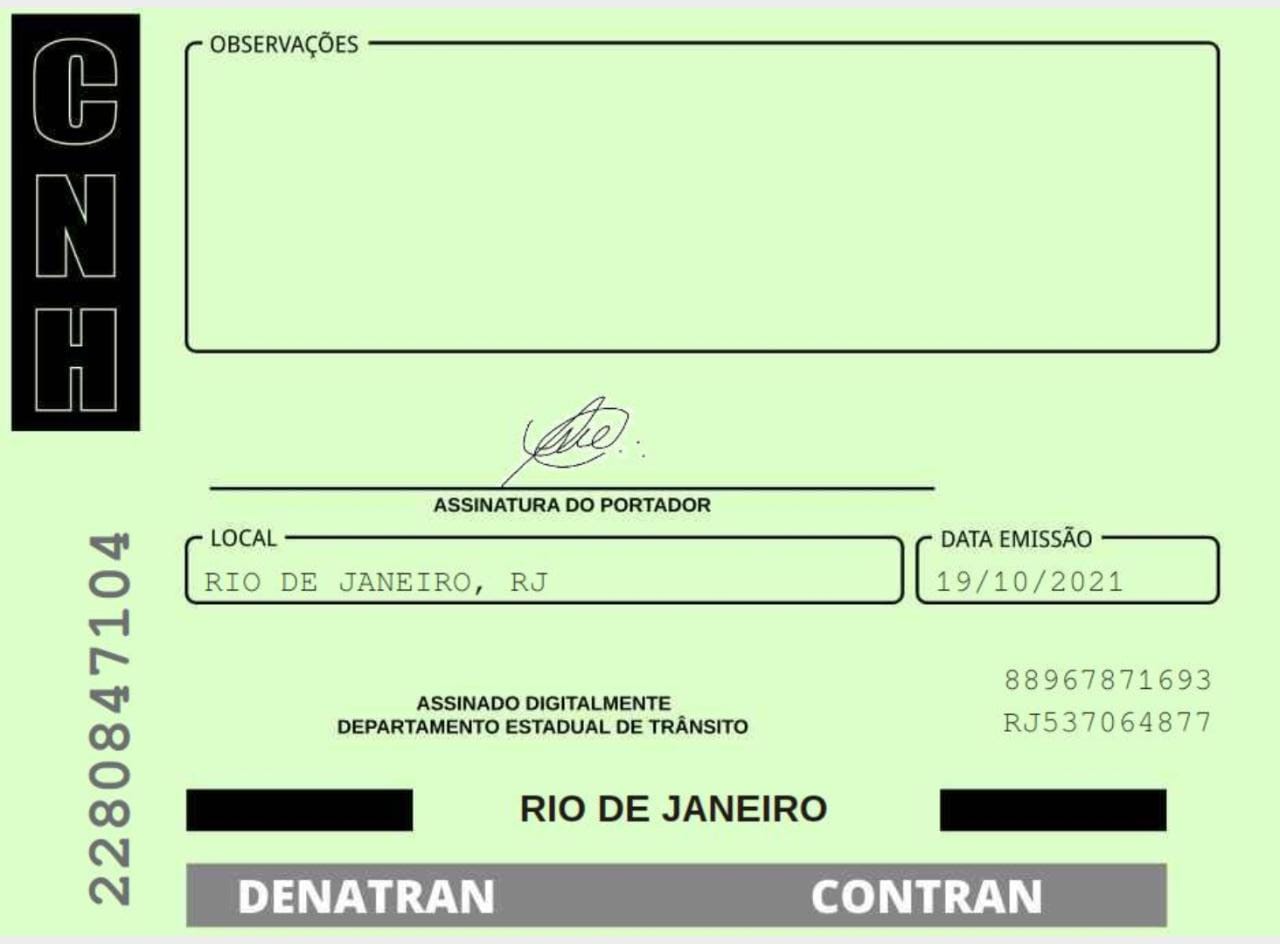 CNH
OBSERVAÇÕES
ASSINATURA DO PORTADOR
LOCAL
RIO DE JANEIRO, RJ
DATA EMISSÃO
19/10/2021
2280847104
88967871693
RJ537064877
ASSINADO DIGITALMENTE
DEPARTAMENTO ESTADUAL DE TRÂNSITO
RIO DE JANEIRO
DENATRAN CONTRAN